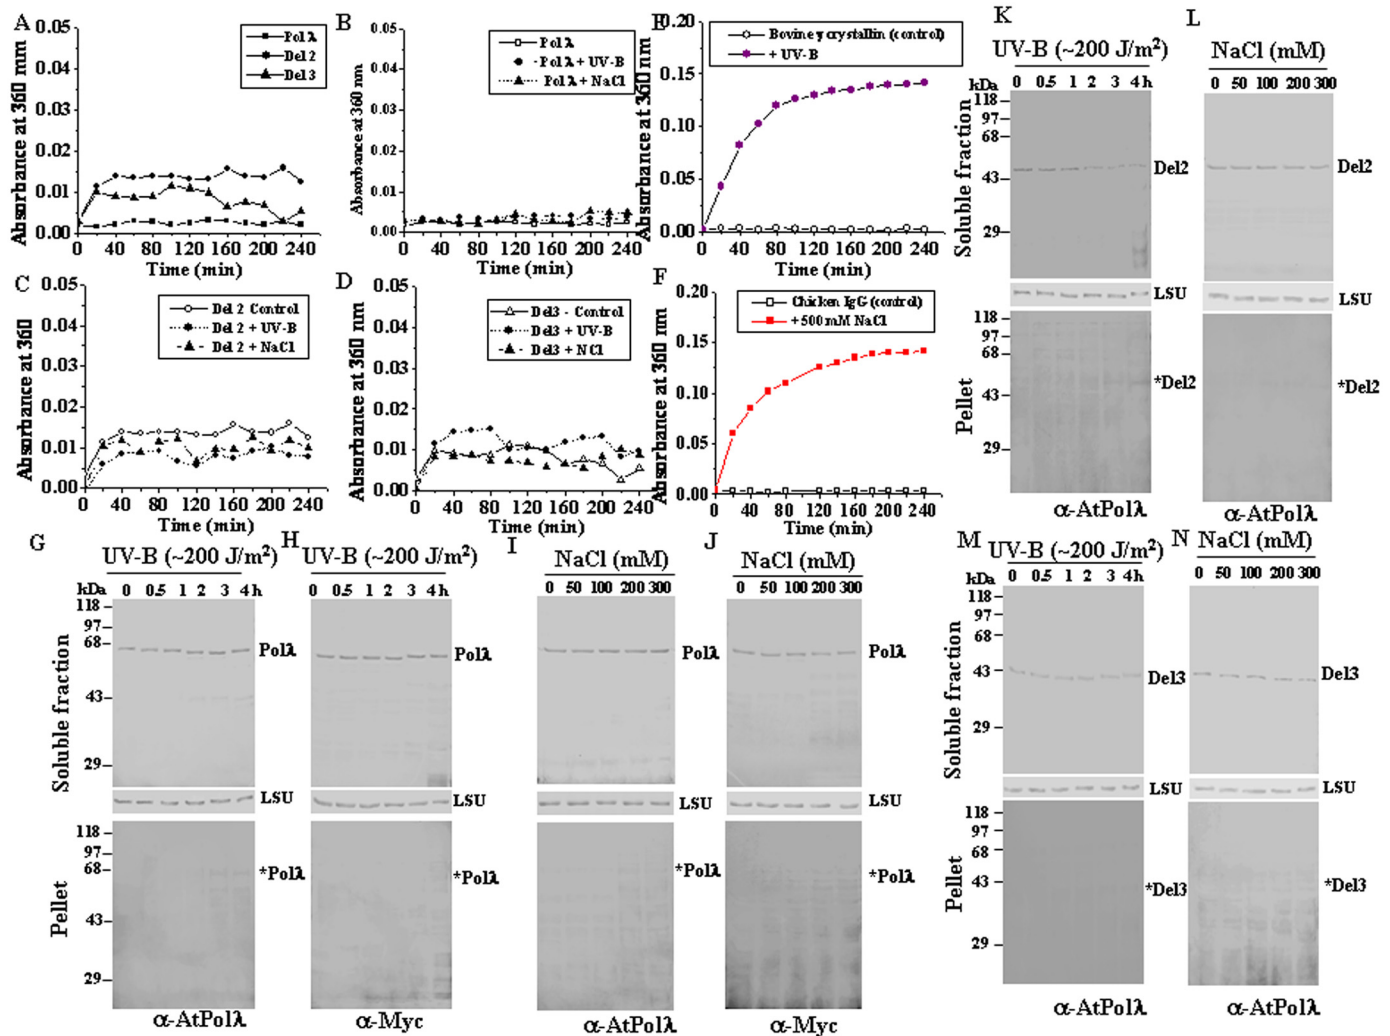 A
0.05
0.04
0.03
0.02
0.01
0.00
Absorbance at 360 nm
Pol λ
Del 2
Del 3
0 40 80 120 160 200 240
Time (min)
B
0.05
0.04
0.03
0.02
0.01
0.00
Absorbance at 360 nm
Pol λ
Pol λ + UV-B
Pol λ + NaCl
0 40 80 120 160 200 240
Time (min)
E
0.20
0.15
0.10
0.05
0.00
Absorbance at 360 nm
Bovine γ crystallin (control)
+ UV-B
0 40 80 120 160 200 240
Time (min)
C
0.05
0.04
0.03
0.02
0.01
0.00
Absorbance at 360
Del 2 Control
Del 2 + UV-B
Del 2 + NaCl
0 40 80 120 160 200 240
Time (min)
D
0.05
0.04
0.03
0.02
0.01
0.00
Absorbance at 360 nm
Del3 - Control
Del3 + UV-B
Del3 + NCl
0 40 80 120 160 200 240
Time (min)
F
0.20
0.15
0.10
0.05
0.00
Absorbance at 360 nm
Chicken IgG (control)
+ 500 mM NaCl
0 40 80 120 160 200 240
Time (min)
K
UV-B (~200 J/m²)
0 0.5 1 2 3 4 h
kDa
118
97
68
43
29
Soluble fraction
Del2
LSU
118
97
68
43
29
Pellet
*Del2
α-AtPolλ
L
NaCl (mM)
0 50 100 200 300
Del2
LSU
*Del2
α-AtPolλ
G
UV-B (~200 J/m²)
0 0.5 1 2 3 4 h
kDa
118
97
68
43
29
Soluble fraction
Polλ
LSU
118
97
68
43
29
Pellet
*Polλ
α-AtPolλ
H
UV-B (~200 J/m²)
0 0.5 1 2 3 4 h
Polλ
LSU
*Polλ
α-Myc
I
NaCl (mM)
0 50 100 200 300
Polλ
LSU
*Polλ
α-AtPolλ
J
NaCl (mM)
0 50 100 200 300
Polλ
LSU
*Polλ
α-Myc
M
UV-B (~200 J/m²)
0 0.5 1 2 3 4 h
kDa
118
97
68
43
29
Soluble fraction
Del3
LSU
118
97
68
43
29
Pellet
*Del3
α-AtPolλ
N
NaCl (mM)
0 50 100 200 300
Del3
LSU
*Del3
α-AtPolλ